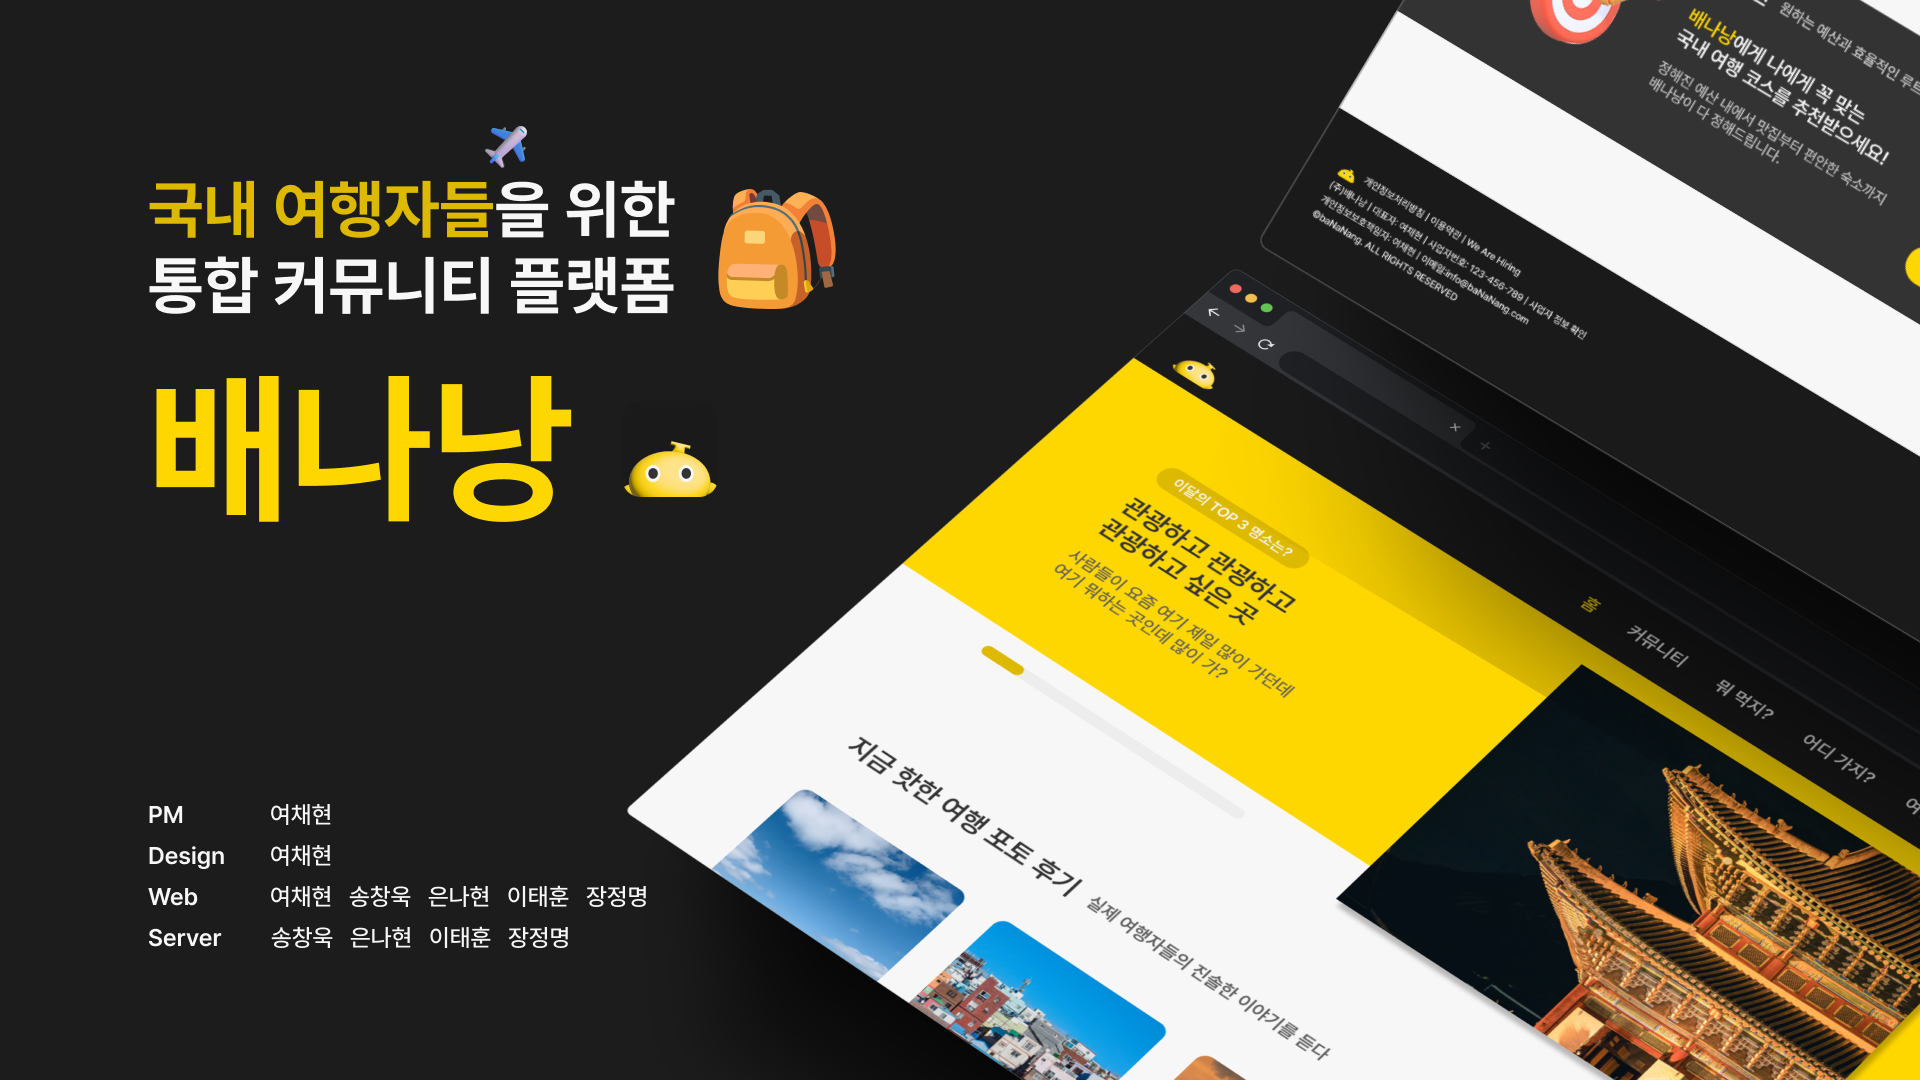 국내 여행자들을 위한
통합 커뮤니티 플랫폼
배나낭
PM 여채현
Design 여채현
Web 여채현 송창욱 은나현 이태훈 장정명
Server 송창욱 은나현 이태훈 장정명
원하는 예산과 효율적인 루트
배나낭에게 나에게 꼭 맞는
국내 여행 코스를 추천받으세요!
정해진 예산 내에서 맛집부터 편안한 숙소까지
배나낭이 다 정해드립니다.
개인정보처리방침 | 이용약관 | We Are Hiring
(주)배나낭 | 대표자: 여채현 | 사업자번호: 123-456-789 | 사업자 정보 확인
개인정보보호책임자: 여채현 | 이메일:info@baNaNang.com
©baNaNang. ALL RIGHTS RESERVED
홈
커뮤니티
뭐 먹지?
어디 가지?
여
이달의 TOP 3 명소는?
관광하고 관광하고
관광하고 싶은 곳
사람들이 요즘 여기 제일 많이 가던데
여기 뭐하는 곳인데 많이 가?
지금 핫한 여행 포토 후기
실제 여행자들의 진솔한 이야기를 듣다